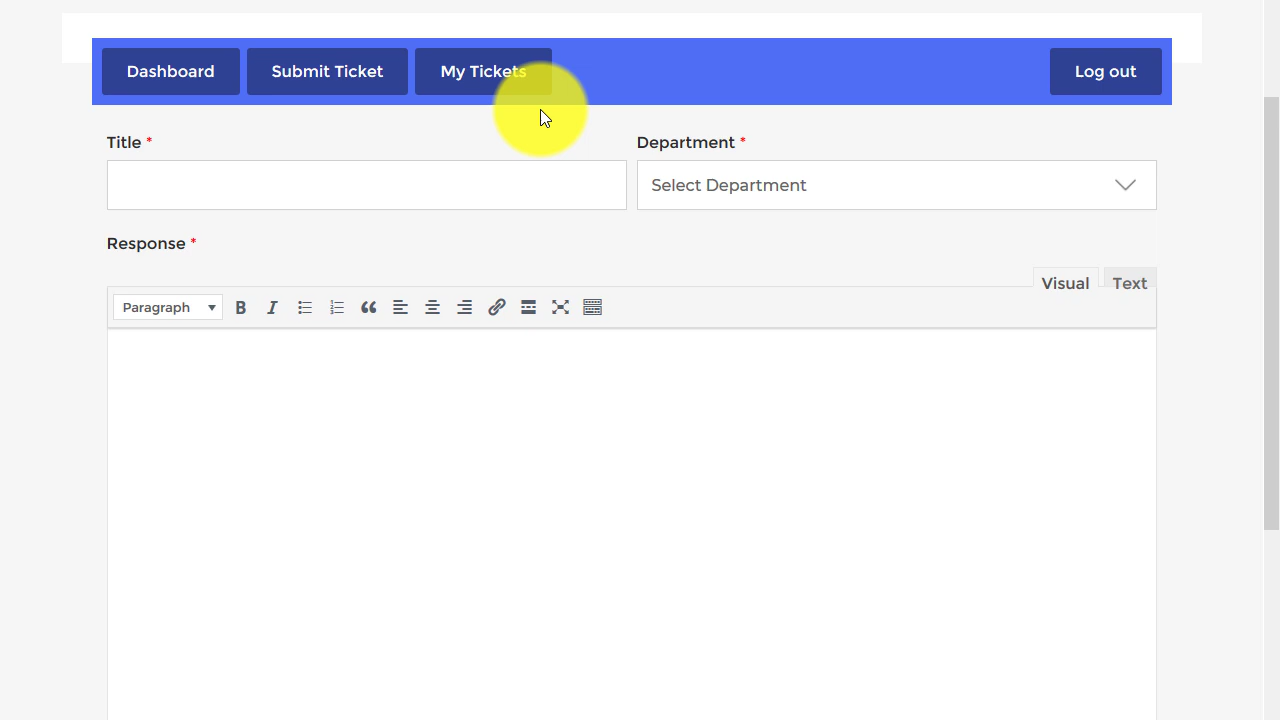 Dashboard Submit Ticket My Tickets Log out
Title * Department *
Select Department
Response *
Visual Text
Paragraph